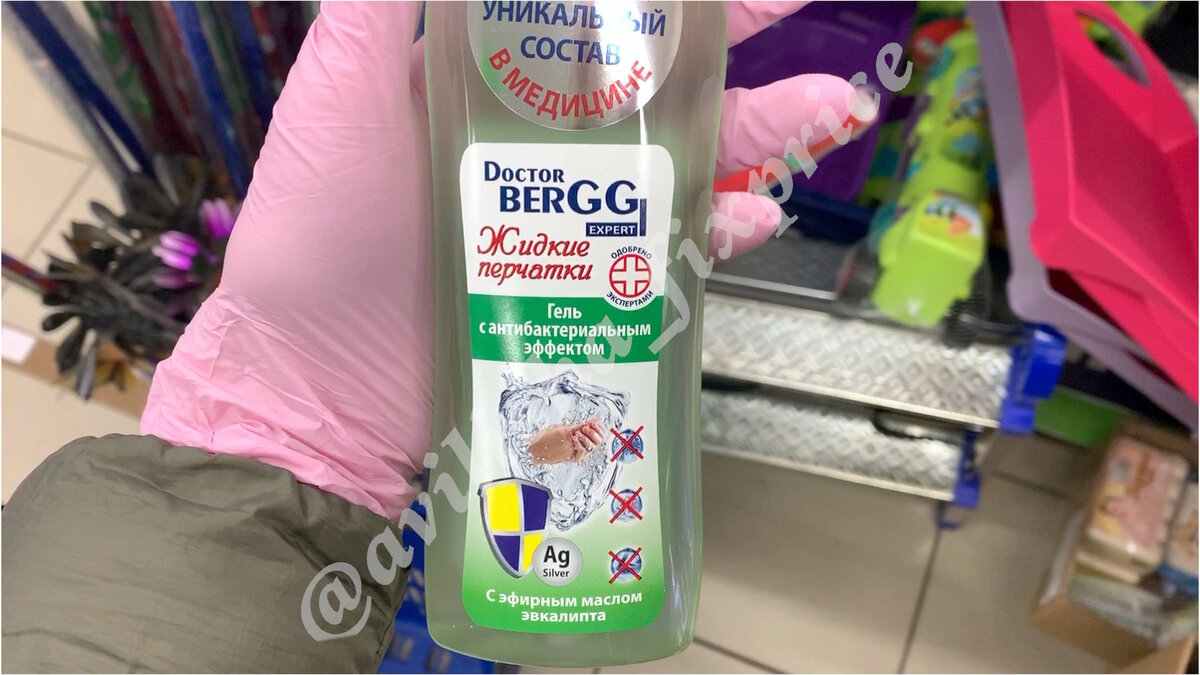 УНИКАЛЬНЫЙ
СОСТАВ
В МЕДИЦИНЕ
DOCTOR
BERGG
EXPERT
Жидкие
перчатки
ОДОБРЕНО
ЭКСПЕРТАМИ
Гель
с антибактериальным
эффектом
Ag
Silver
С эфирным маслом
эвкалипта